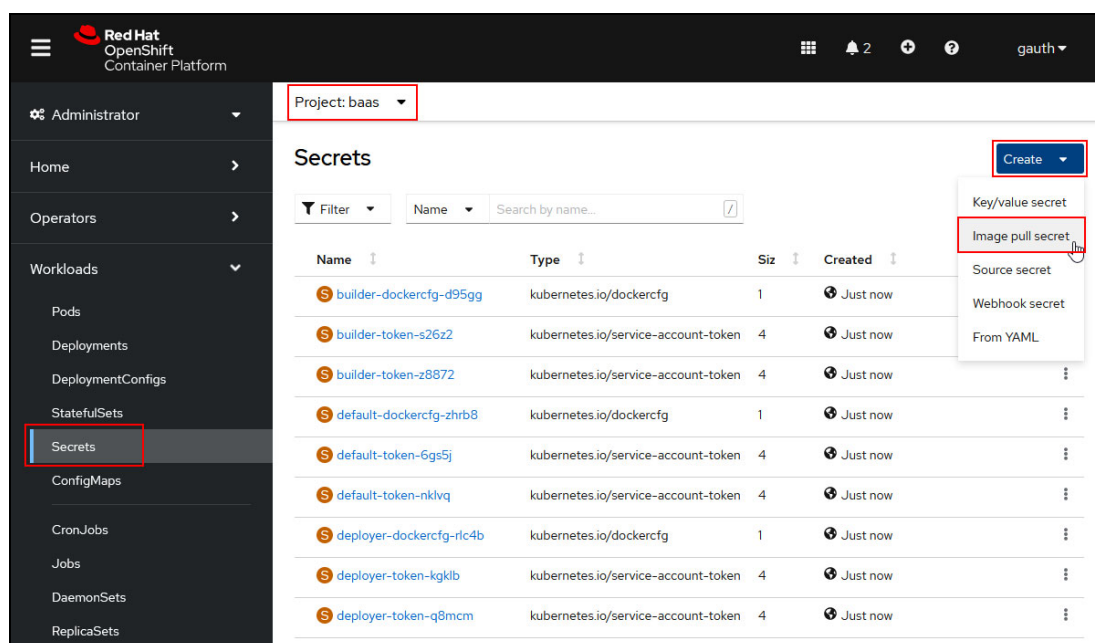 Red Hat
OpenShift
Container Platform
2
gauth
Administrator
Home
Operators
Workloads
Pods
Deployments
DeploymentConfigs
StatefulSets
Secrets
ConfigMaps
CronJobs
Jobs
DaemonSets
ReplicaSets
Project: baas
Secrets
Create
Key/value secret
Image pull secret
Source secret
Webhook secret
From YAML
Filter Name Search by name... /
Name Type Siz Created
S builder-dockercfg-d95gg kubernetes.io/dockercfg 1 Just now
S builder-token-s26z2 kubernetes.io/service-account-token 4 Just now
S builder-token-z8872 kubernetes.io/service-account-token 4 Just now
S default-dockercfg-zhrb8 kubernetes.io/dockercfg 1 Just now
S default-token-6gs5j kubernetes.io/service-account-token 4 Just now
S default-token-nklvq kubernetes.io/service-account-token 4 Just now
S deployer-dockercfg-rlc4b kubernetes.io/dockercfg 1 Just now
S deployer-token-kgklb kubernetes.io/service-account-token 4 Just now
S deployer-token-q8mcm kubernetes.io/service-account-token 4 Just now